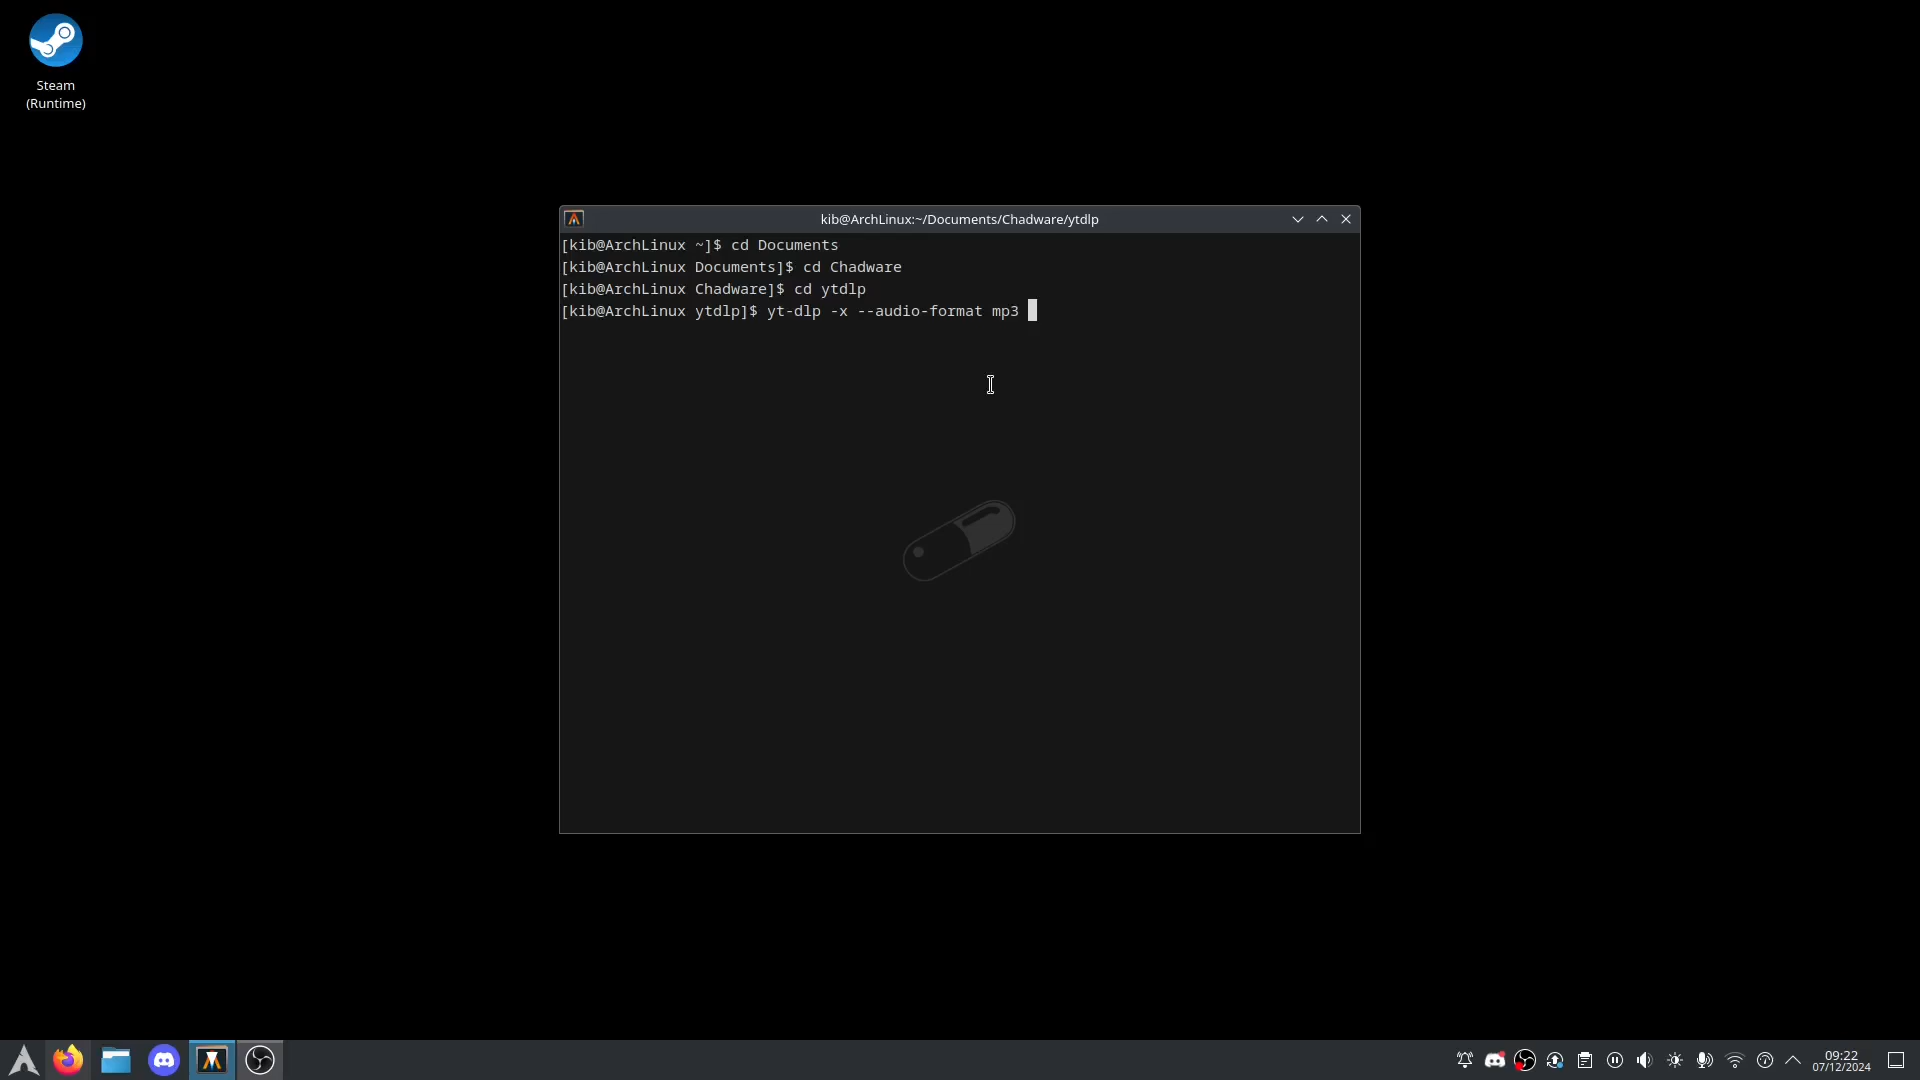 Steam
(Runtime)
kib@ArchLinux:~/Documents/Chadware/ytdlp
[kib@ArchLinux ~]$ cd Documents
[kib@ArchLinux Documents]$ cd Chadware
[kib@ArchLinux Chadware]$ cd ytdlp
[kib@ArchLinux ytdlp]$ yt-dlp -x --audio-format mp3
09:22
07/12/2024